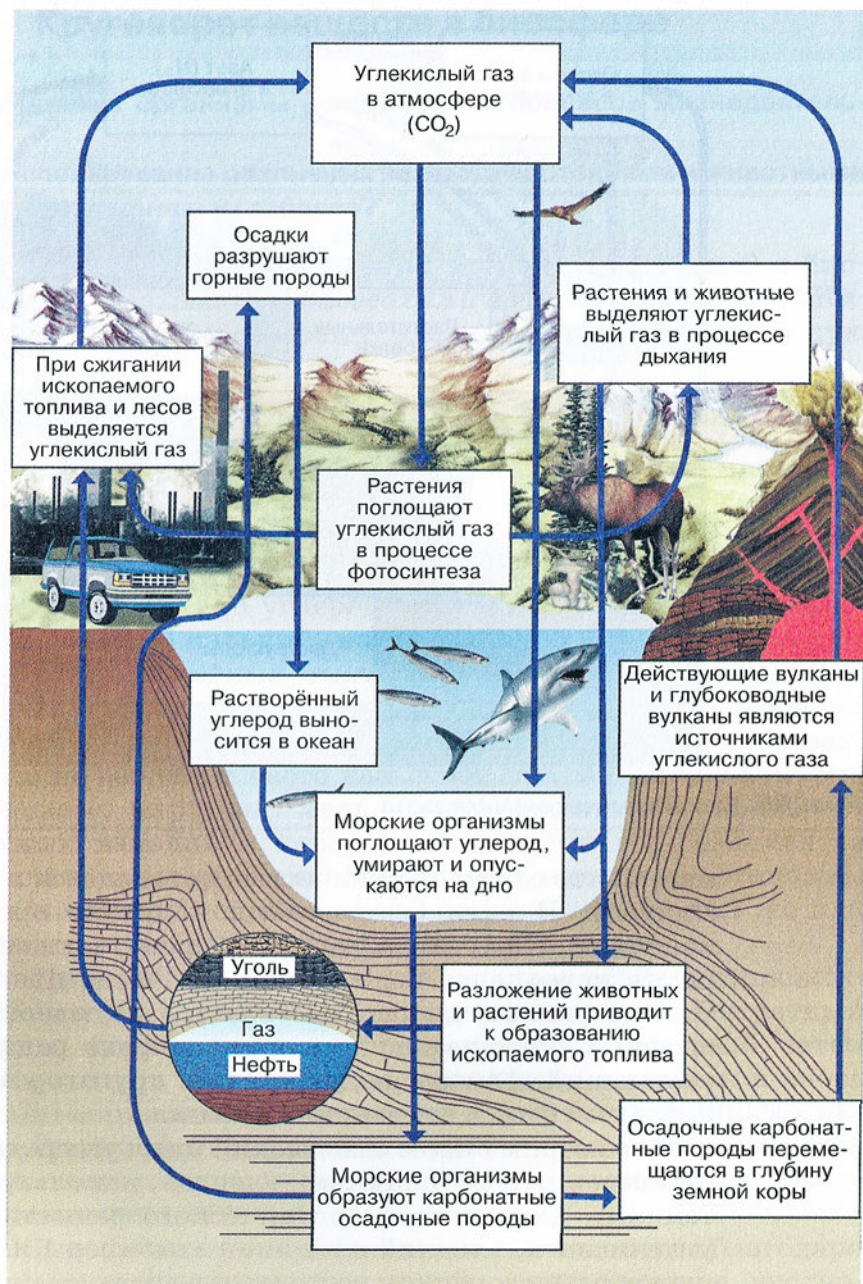 Углекислый газ
в атмосфере
(CO₂)
Осадки
разрушают
горные породы
Растения и животные
выделяют углекис-
лый газ в процессе
дыхания
При сжигании
ископаемого
топлива и лесов
выделяется
углекислый газ
Растения
поглощают
углекислый газ
в процессе
фотосинтеза
Растворённый
углерод выно-
сится в океан
Действующие вулканы
и глубоководные
вулканы являются
источниками
углекислого газа
Морские организмы
поглощают углерод,
умирают и опус-
каются на дно
Уголь
Газ
Нефть
Разложение животных
и растений приводит
к образованию
ископаемого топлива
Морские организмы
образуют карбонатные
осадочные породы
Осадочные карбонат-
ные породы переме-
щаются в глубину
земной коры